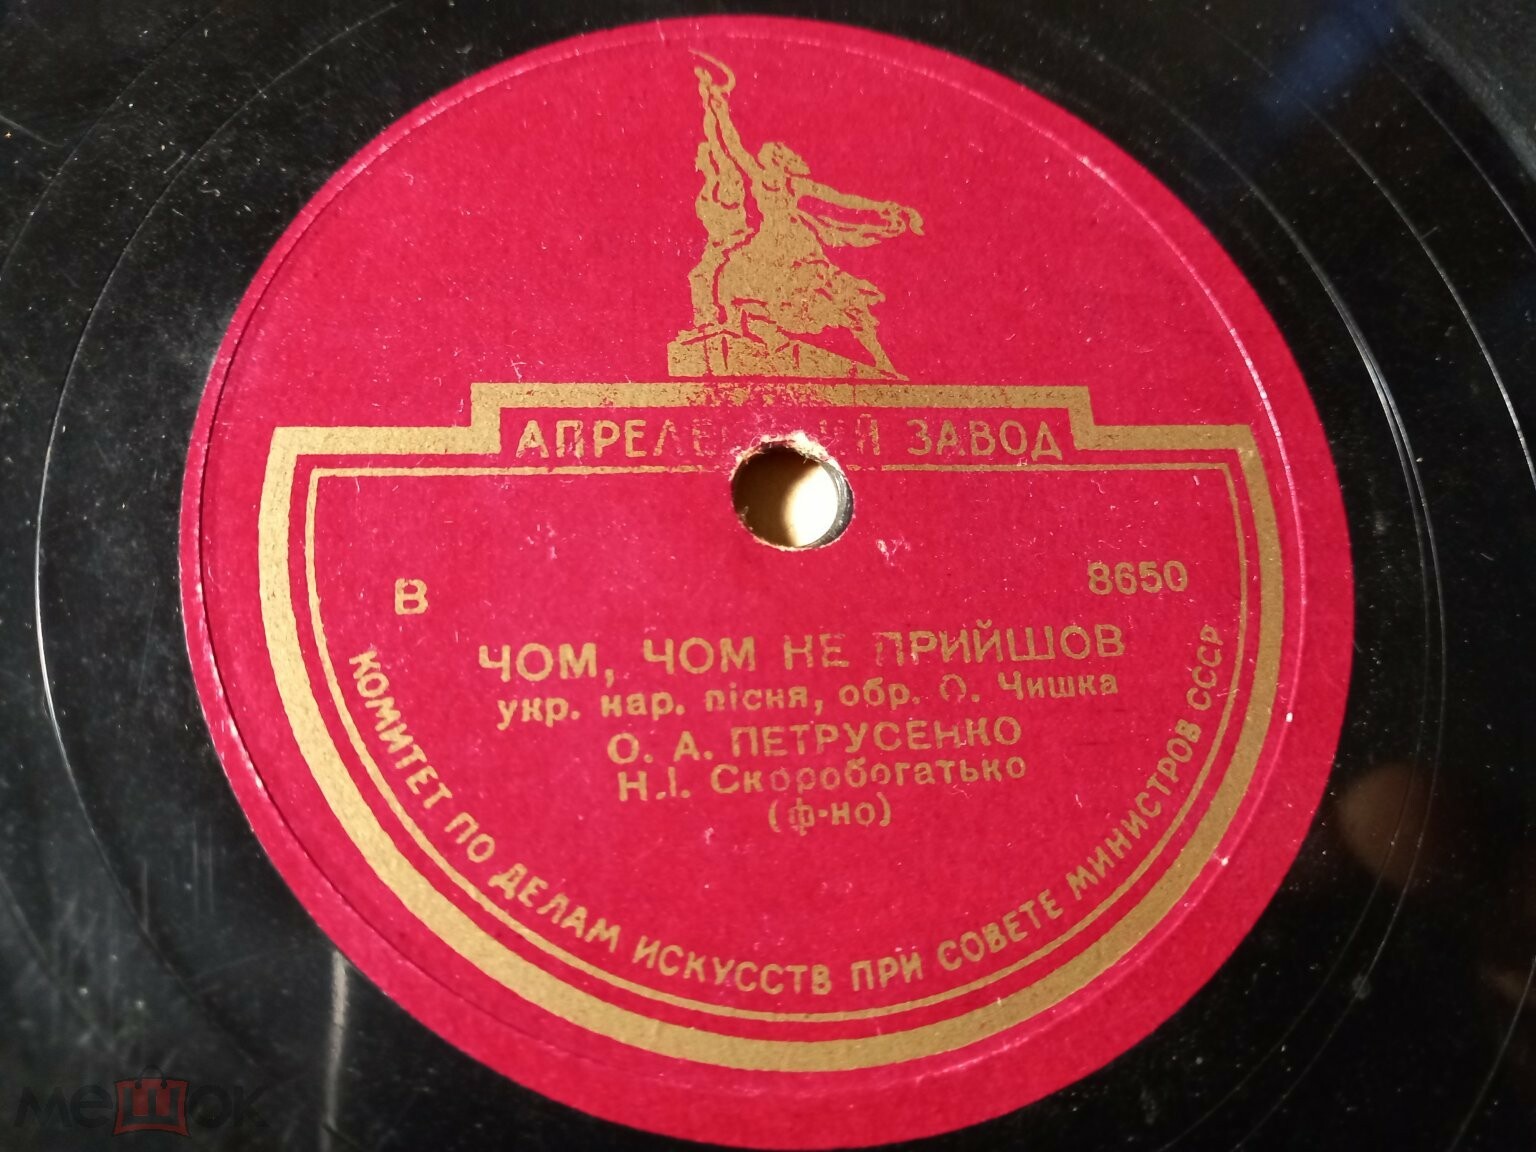 АПРЕЛЕВСКИЙ ЗАВОД
В 8650
ЧОМ, ЧОМ НЕ ПРИЙШОВ
укр. нар. пісня, обр. О. Чишка
О. А. ПЕТРУСЕНКО
Н.І. Скоробогатько
(ф-но)
КОМИТЕТ ПО ДЕЛАМ ИСКУССТВ ПРИ СОВЕТЕ МИНИСТРОВ СССР
мешок